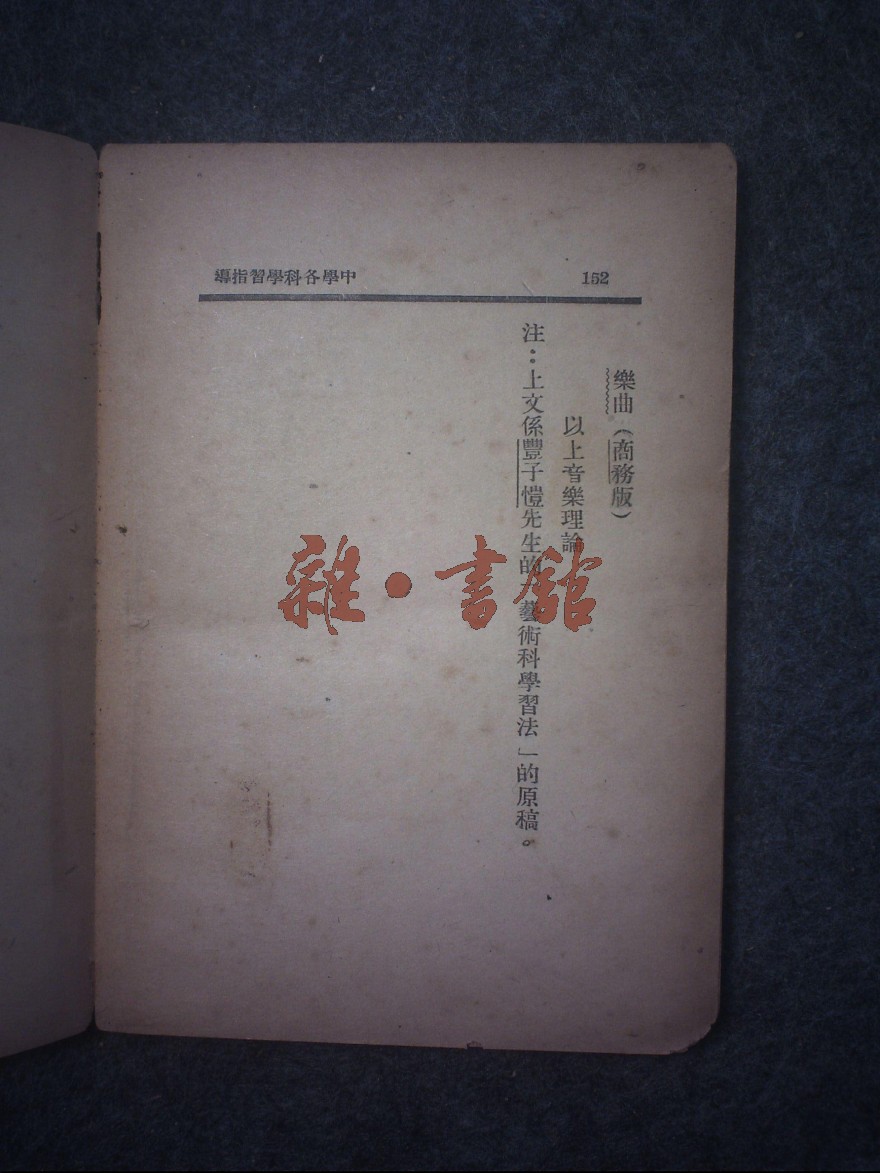 152
中學各科學習指導
樂曲（商務版）
以上音樂理論
注：上文係豐子愷先生的「藝術科學習法」的原稿。
雜·書館